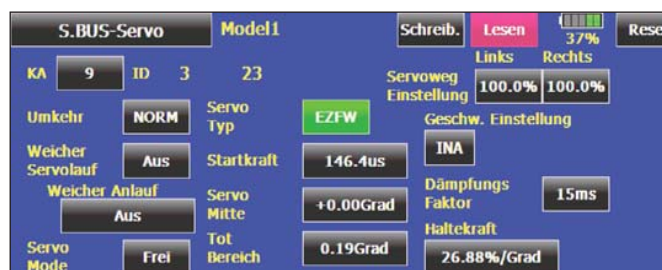 S.BUS-Servo Model1 Schreib. Lesen 37% Rese
Links Rechts
KA 9 ID 3 23 Servoweg Einstellung 100.0% 100.0%
Umkehr NORM Servo Typ EZFW Geschw. Einstellung
Weicher Servolauf Aus Startkraft 146.4us INA
Weicher Anlauf
Aus Servo Mitte +0.00Grad Dämpfungs Faktor 15ms
Servo Mode Frei Tot Bereich 0.19Grad Haltekraft
26.88%/Grad